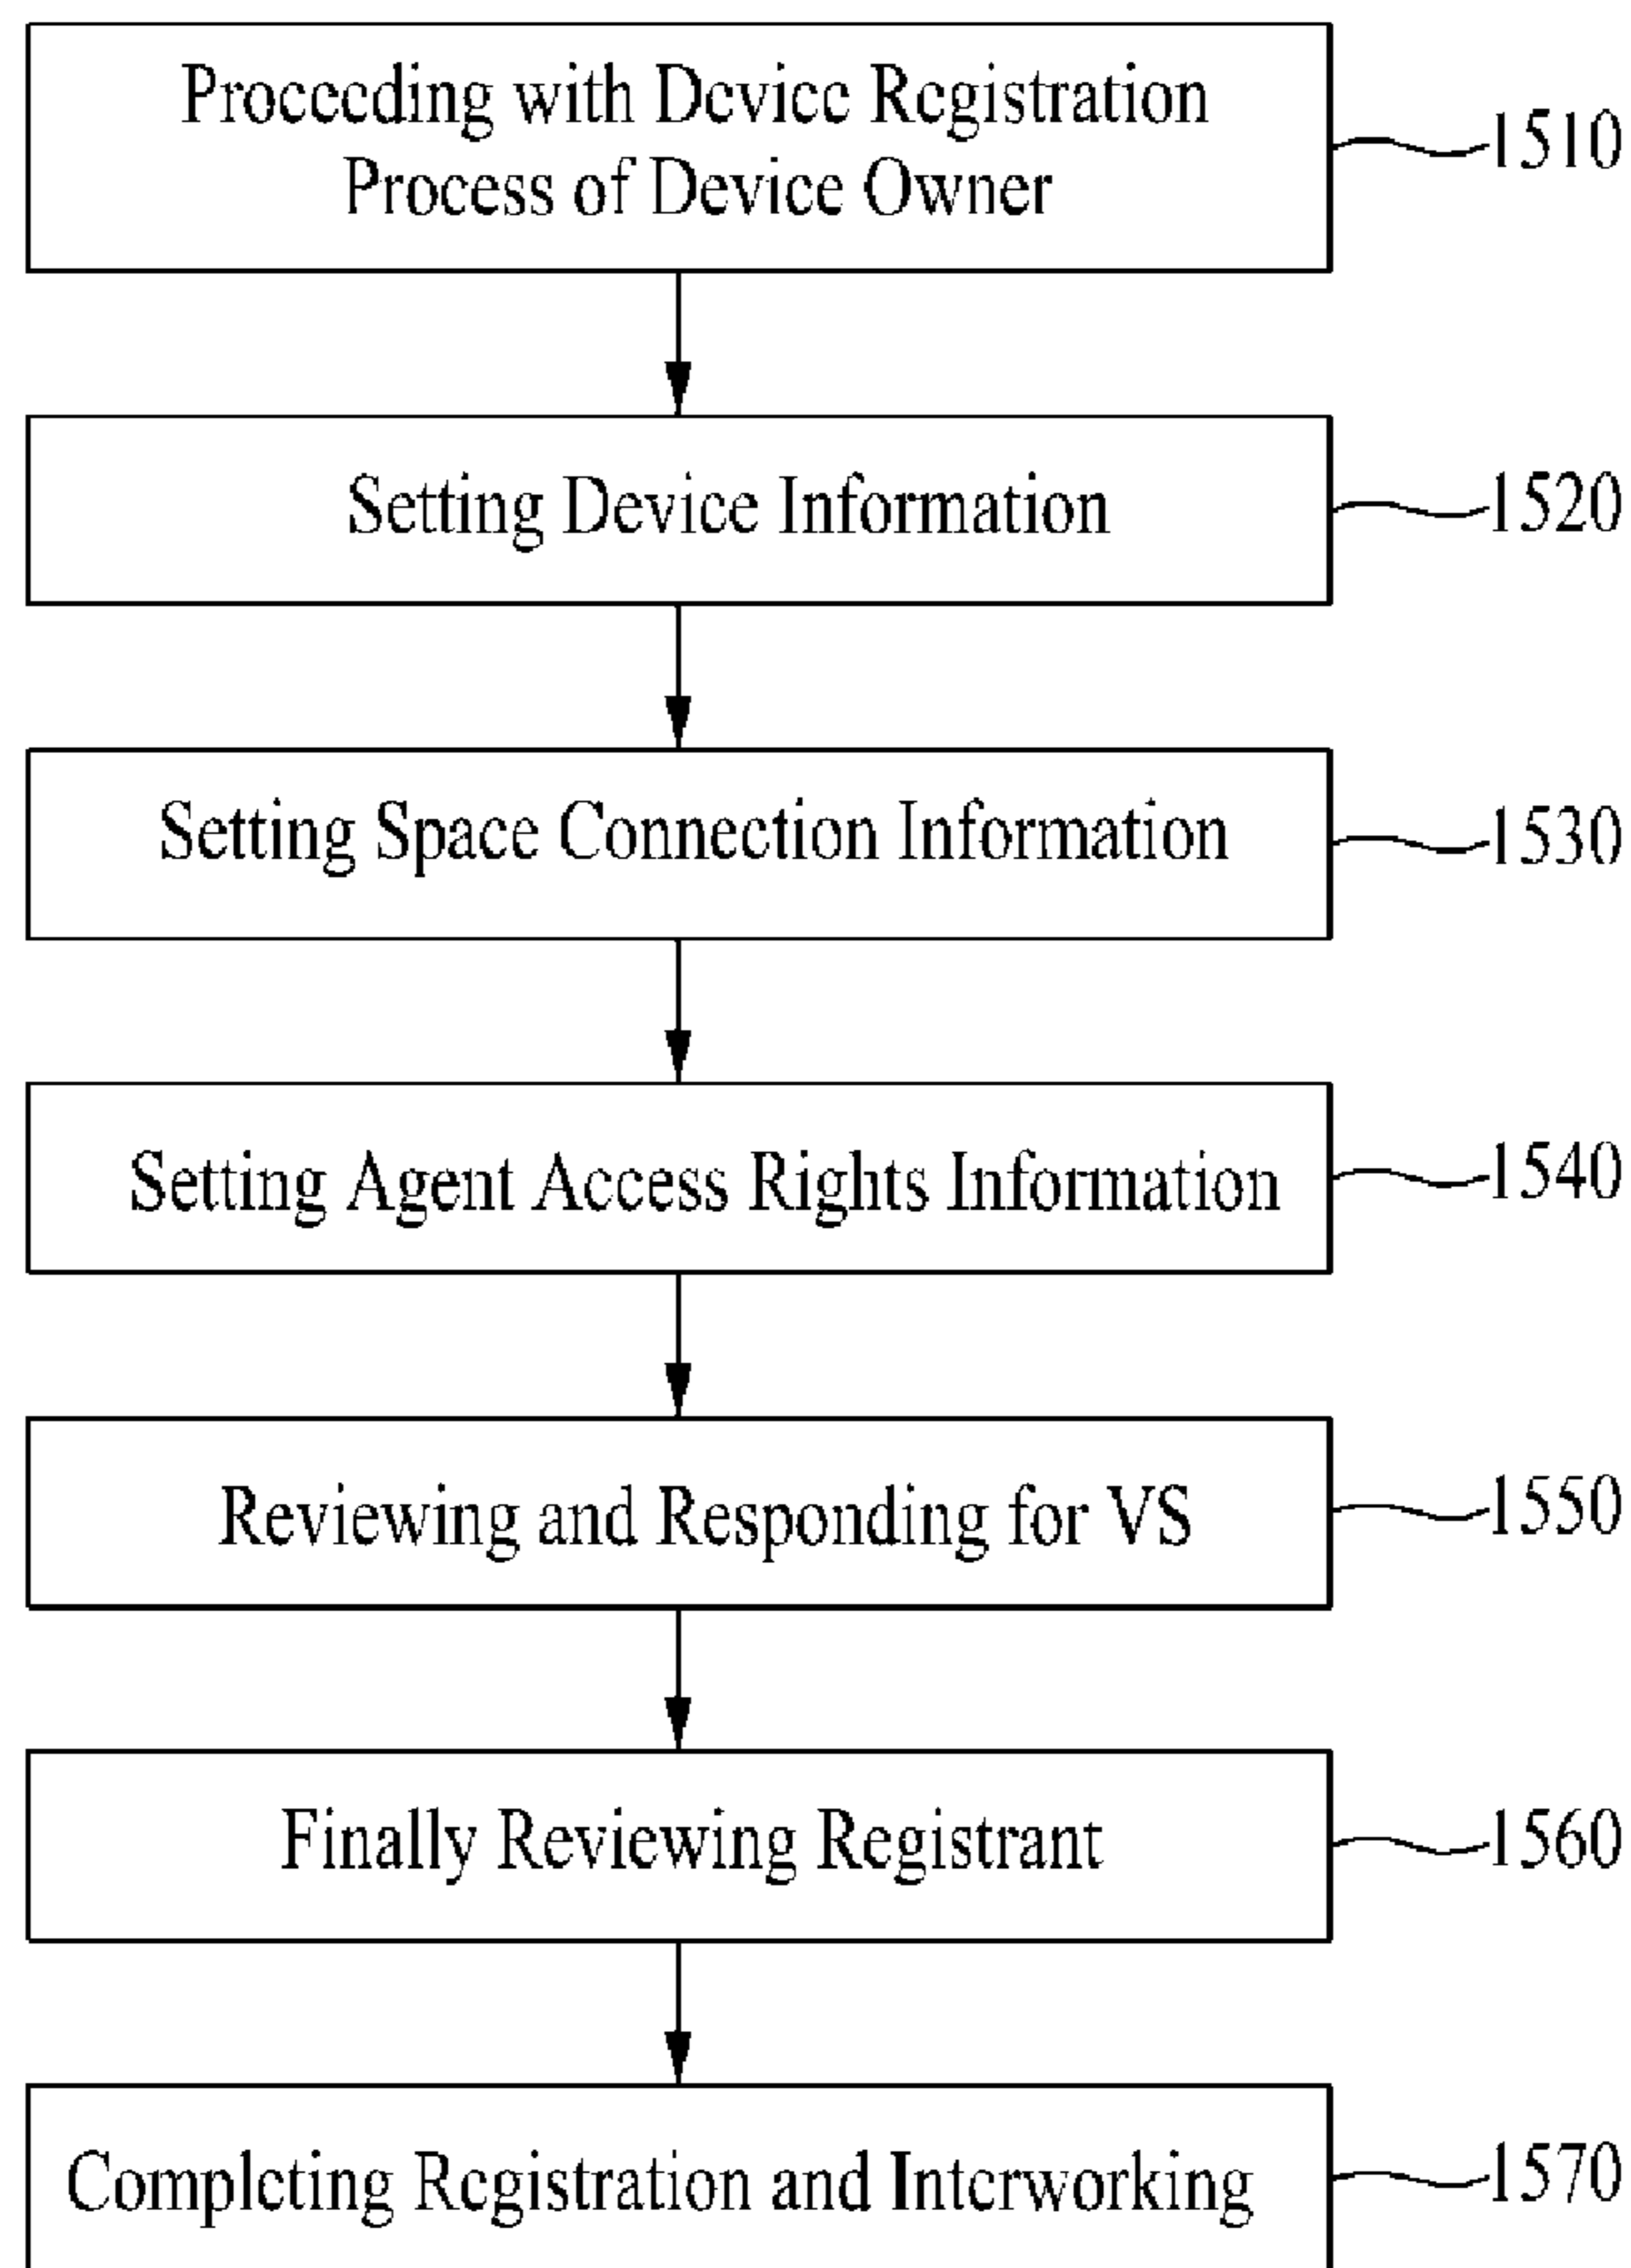 Proceeding with Device Registration
Process of Device Owner
1510
Setting Device Information
1520
Setting Space Connection Information
1530
Setting Agent Access Rights Information
1540
Reviewing and Responding for VS
1550
Finally Reviewing Registrant
1560
Completing Registration and Interworking
1570